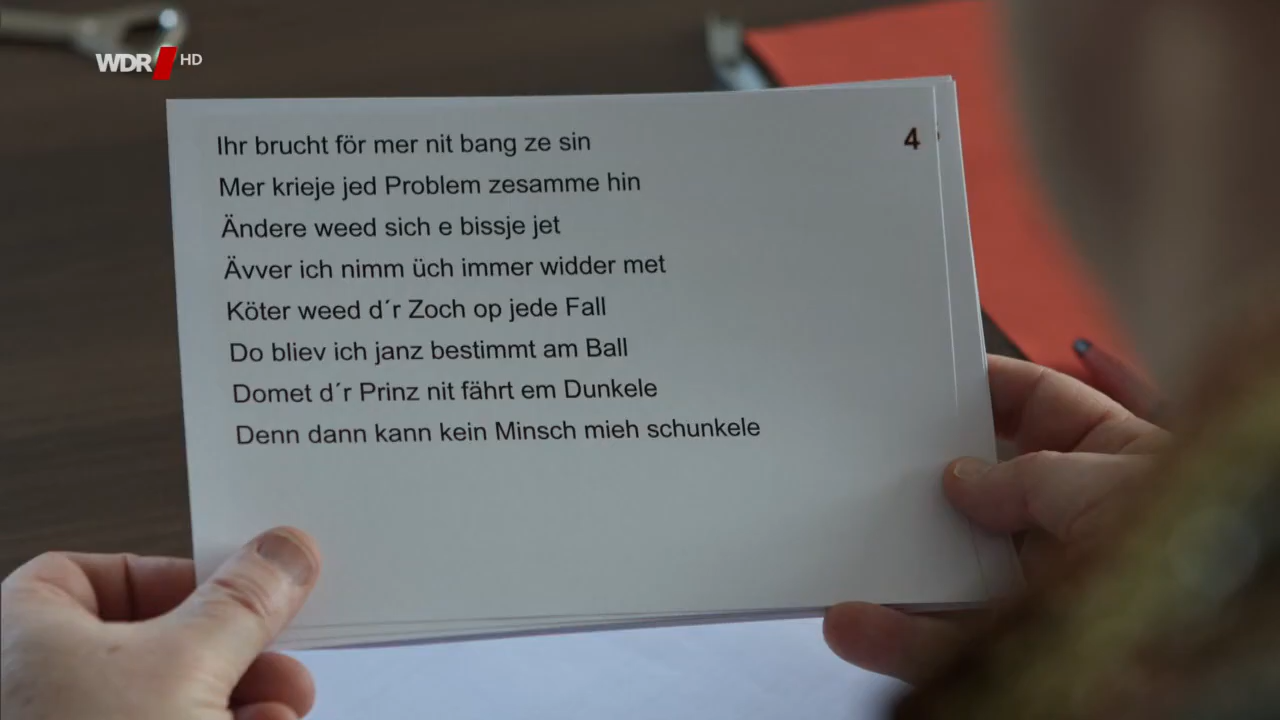 WDR HD
Ihr brucht för mer nit bang ze sin
4
Mer krieje jed Problem zesamme hin
Ändere weed sich e bissje jet
Ävver ich nimm üch immer widder met
Köter weed d´r Zoch op jede Fall
Do bliev ich janz bestimmt am Ball
Domet d´r Prinz nit fährt em Dunkele
Denn dann kann kein Minsch mieh schunkele